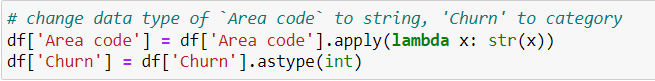 # change data type of `Area code` to string, 'Churn' to category
df['Area code'] = df['Area code'].apply(lambda x: str(x))
df['Churn'] = df['Churn'].astype(int)